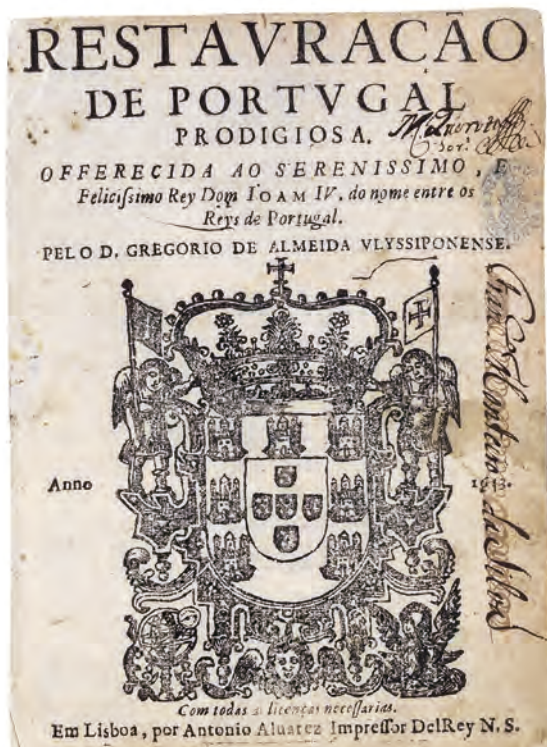 RESTAVRACÃO
DE PORTVGAL
PRODIGIOSA.
OFFERECIDA AO SERENISSIMO, E
Feliciſsimo Rey Dom IOAM IV. do nome entre os
Reys de Portugal.
PELO D. GREGORIO DE ALMEIDA VLYSSIPONENSE.
Anno 1643.
Com todas as licenças neceſſarias.
Em Lisboa, por Antonio Aluarez Impreſſor DelRey N. S.